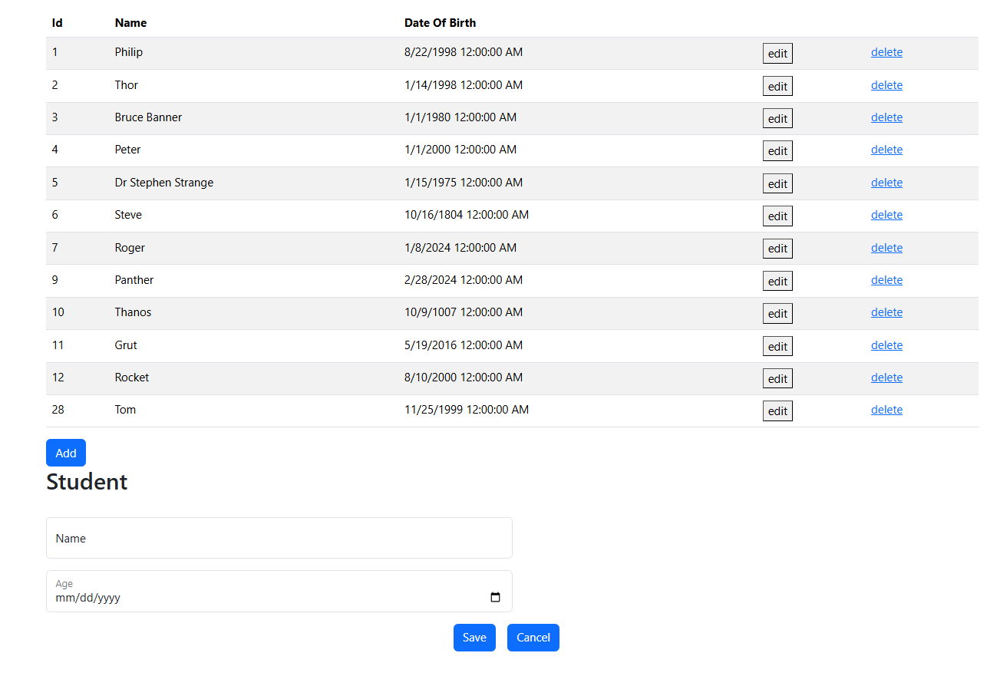 Id Name Date Of Birth
1 Philip 8/22/1998 12:00:00 AM edit delete
2 Thor 1/14/1998 12:00:00 AM edit delete
3 Bruce Banner 1/1/1980 12:00:00 AM edit delete
4 Peter 1/1/2000 12:00:00 AM edit delete
5 Dr Stephen Strange 1/15/1975 12:00:00 AM edit delete
6 Steve 10/16/1804 12:00:00 AM edit delete
7 Roger 1/8/2024 12:00:00 AM edit delete
9 Panther 2/28/2024 12:00:00 AM edit delete
10 Thanos 10/9/1007 12:00:00 AM edit delete
11 Grut 5/19/2016 12:00:00 AM edit delete
12 Rocket 8/10/2000 12:00:00 AM edit delete
28 Tom 11/25/1999 12:00:00 AM edit delete
Add
Student
Name
Age
mm/dd/yyyy
Save Cancel